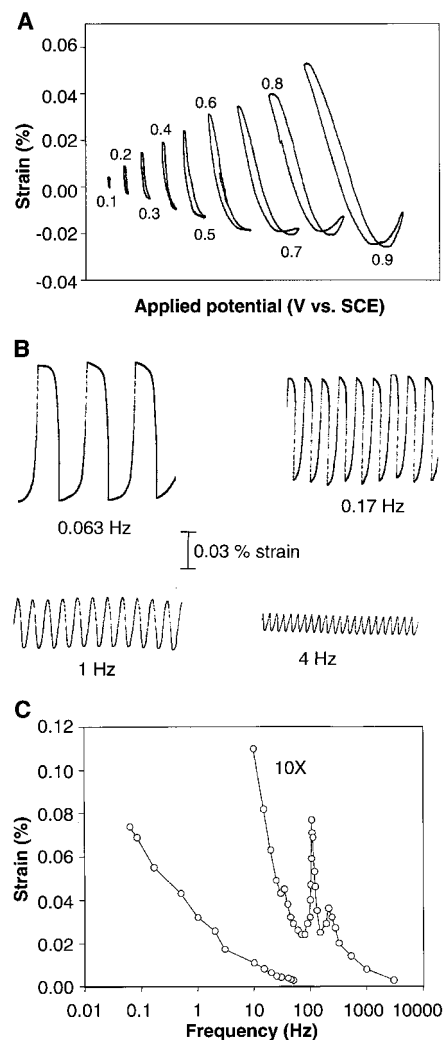 A
Strain (%)
0.06
0.04
0.02
0.00
-0.02
-0.04
0.1
0.2
0.3
0.4
0.5
0.6
0.7
0.8
0.9
Applied potential (V vs. SCE)
B
0.063 Hz
0.17 Hz
0.03 % strain
1 Hz
4 Hz
C
Strain (%)
0.12
0.10
0.08
0.06
0.04
0.02
0.00
10X
0.01 0.1 1 10 100 1000 10000
Frequency (Hz)